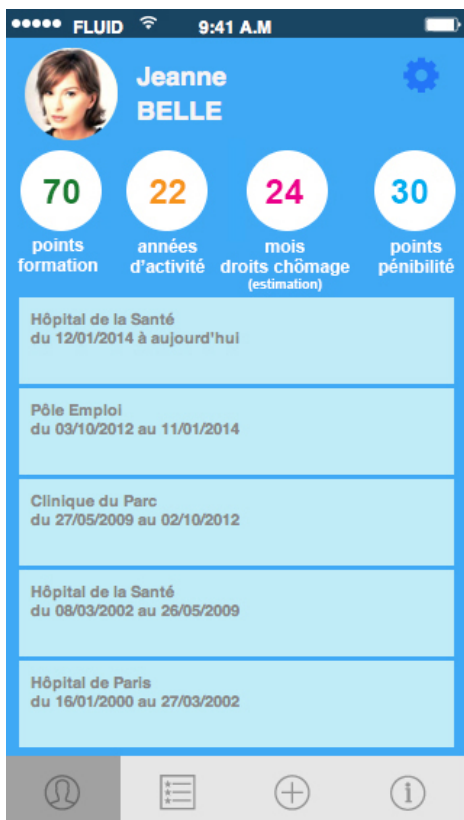 FLUID 9:41 A.M
Jeanne
BELLE
70 22 24 30
points années mois points
formation d'activité droits chômage pénibilité
(estimation)
Hôpital de la Santé
du 12/01/2014 à aujourd'hui
Pôle Emploi
du 03/10/2012 au 11/01/2014
Clinique du Parc
du 27/05/2009 au 02/10/2012
Hôpital de la Santé
du 08/03/2002 au 26/05/2009
Hôpital de Paris
du 16/01/2000 au 27/03/2002